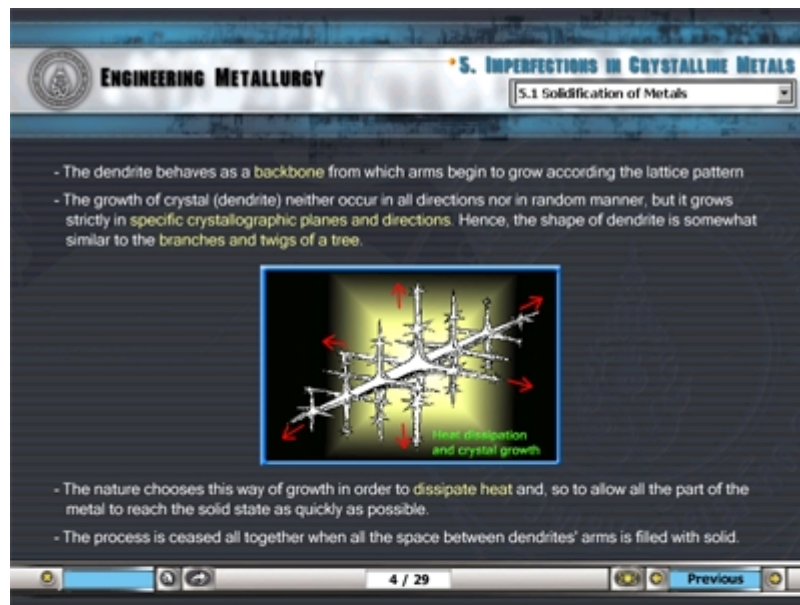 ENGINEERING METALLURGY
5. IMPERFECTIONS IN CRYSTALLINE METALS
5.1 Solidification of Metals
- The dendrite behaves as a backbone from which arms begin to grow according the lattice pattern
- The growth of crystal (dendrite) neither occur in all directions nor in random manner, but it grows
strictly in specific crystallographic planes and directions. Hence, the shape of dendrite is somewhat
similar to the branches and twigs of a tree.
Heat dissipation
and crystal growth
- The nature chooses this way of growth in order to dissipate heat and, so to allow all the part of the
metal to reach the solid state as quickly as possible.
- The process is ceased all together when all the space between dendrites' arms is filled with solid.
4 / 29
Previous